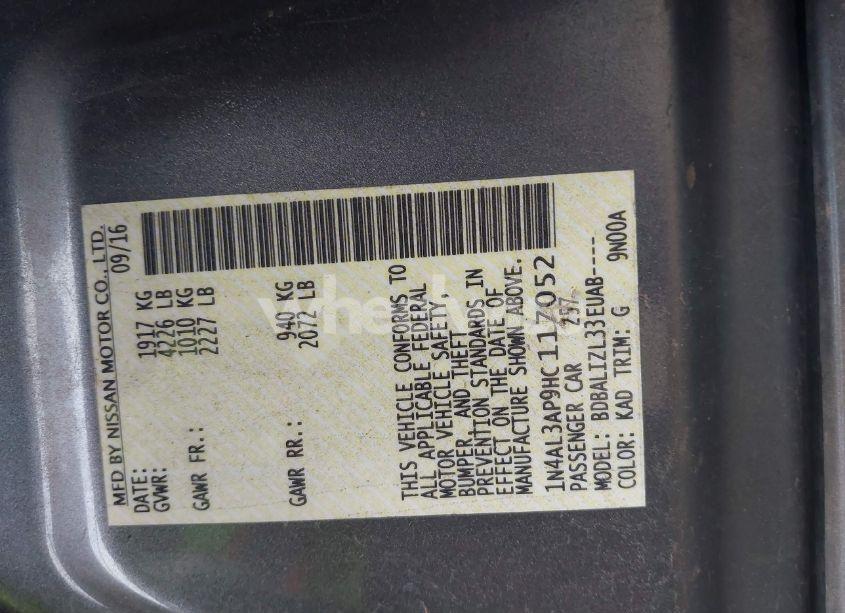 MFD BY NISSAN MOTOR CO., LTD.
DATE: 09/16
GVWR: 1917 KG
4226 LB
GAWR FR.: 1010 KG
2227 LB
GAWR RR.: 940 KG
2072 LB
THIS VEHICLE CONFORMS TO
ALL APPLICABLE FEDERAL
MOTOR VEHICLE SAFETY,
BUMPER, AND THEFT
PREVENTION STANDARDS IN
EFFECT ON THE DATE OF
MANUFACTURE SHOWN ABOVE.
1N4AL3AP9HC117052
PASSENGER CAR 257
MODEL: BDBALIZL33EUAB----
COLOR: KAD TRIM: G 9N00A